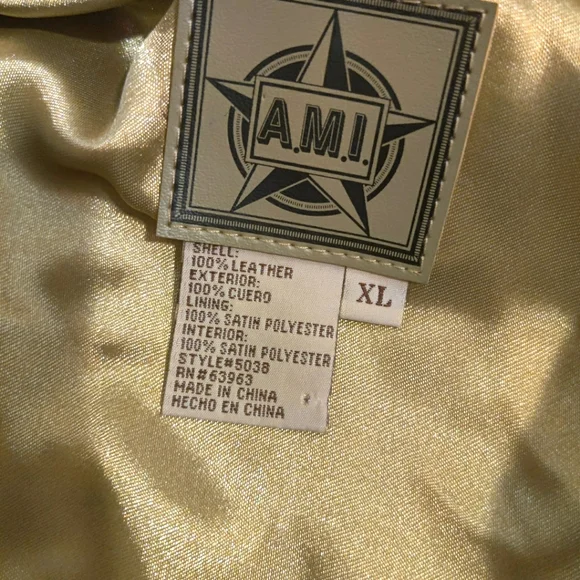 A.M.I.
SHELL:
100% LEATHER
EXTERIOR:
100% CUERO
LINING:
100% SATIN POLYESTER
INTERIOR:
100% SATIN POLYESTER
STYLE#5038
RN#63963
MADE IN CHINA
HECHO EN CHINA
XL